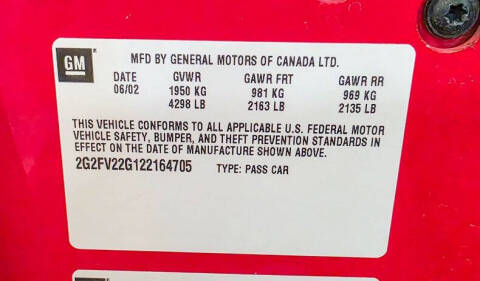 GM
MFD BY GENERAL MOTORS OF CANADA LTD.
DATE GVWR GAWR FRT GAWR RR
06/02 1950 KG 981 KG 969 KG
4298 LB 2163 LB 2135 LB
THIS VEHICLE CONFORMS TO ALL APPLICABLE U.S. FEDERAL MOTOR
VEHICLE SAFETY, BUMPER, AND THEFT PREVENTION STANDARDS IN
EFFECT ON THE DATE OF MANUFACTURE SHOWN ABOVE.
2G2FV22G122164705 TYPE: PASS CAR